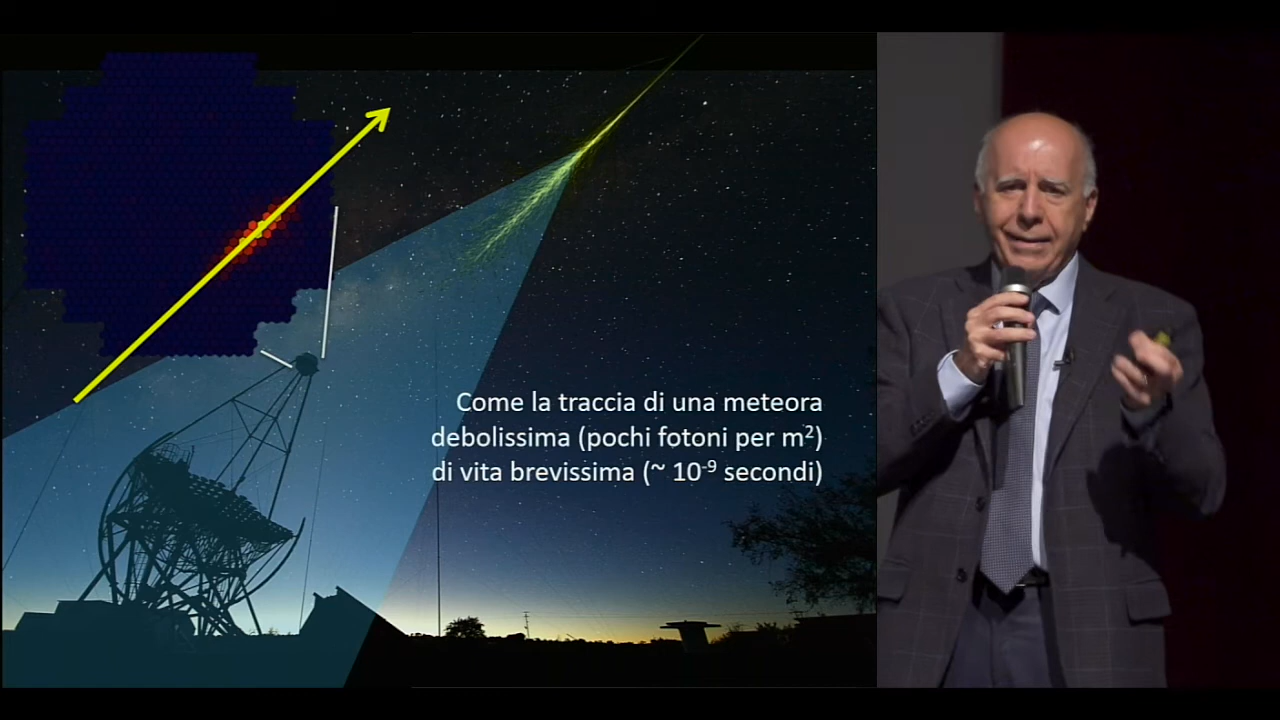 Come la traccia di una meteora
debolissima (pochi fotoni per m²)
di vita brevissima (~ 10⁻⁹ secondi)